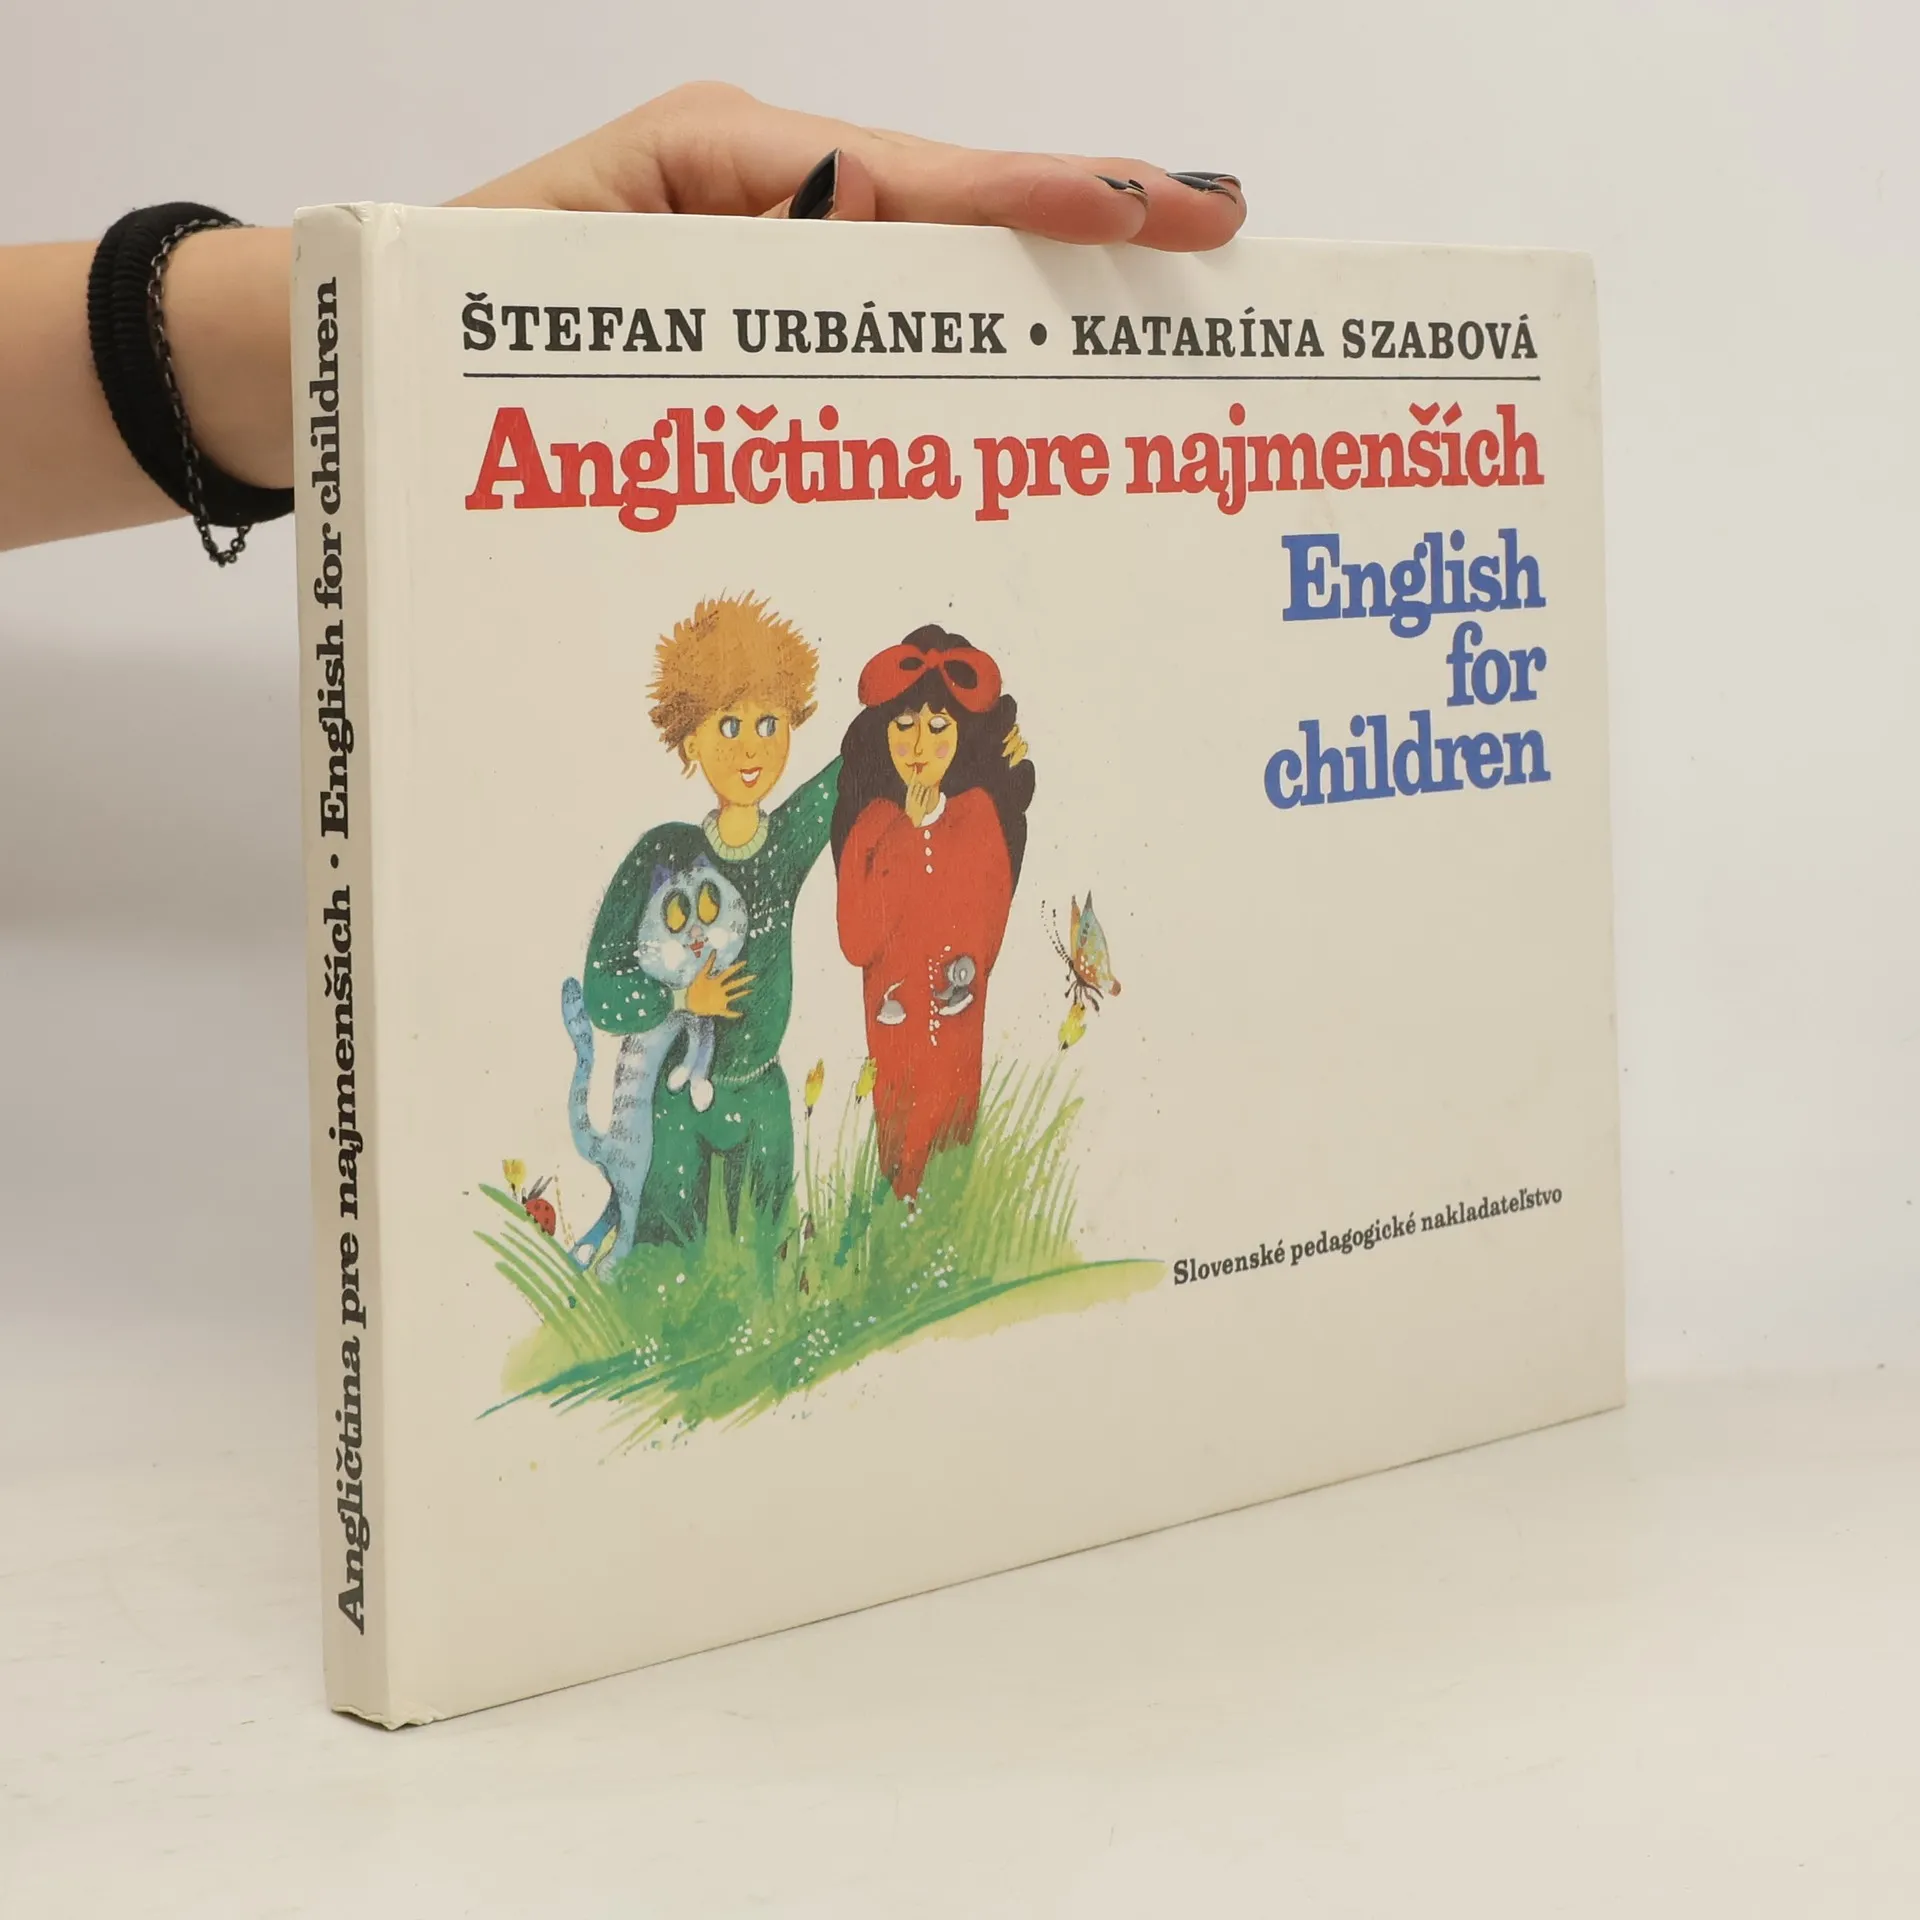 ŠTEFAN URBÁNEK • KATARÍNA SZABOVÁ
Angličtina pre najmenších
English
for
children
Slovenské pedagogické nakladateľstvo
Angličtina pre najmenších · English for children